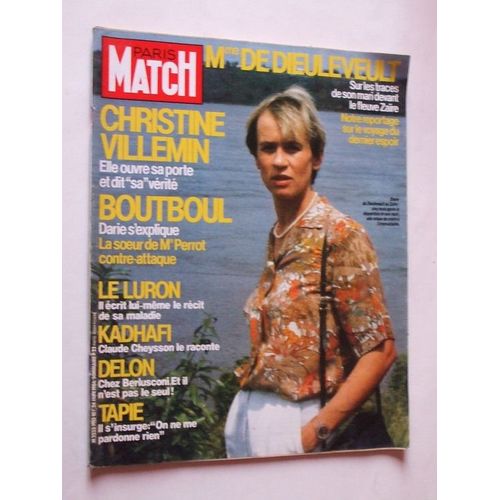 PARIS
MATCH
Mme DE DIEULEVEULT
Sur les traces
de son mari devant
le fleuve Zaïre
Notre reportage
sur le voyage du
dernier espoir
CHRISTINE
VILLEMIN
Elle ouvre sa porte
et dit "sa" vérité
BOUTBOUL
Darie s'explique
La soeur de Me Perrot
contre-attaque
LE LURON
Il écrit lui-même le récit
de sa maladie
KADHAFI
Claude Cheysson le raconte
DELON
Chez Berlusconi. Et il
n'est pas le seul!
TAPIE
Il s'insurge: "On ne me
pardonne rien"